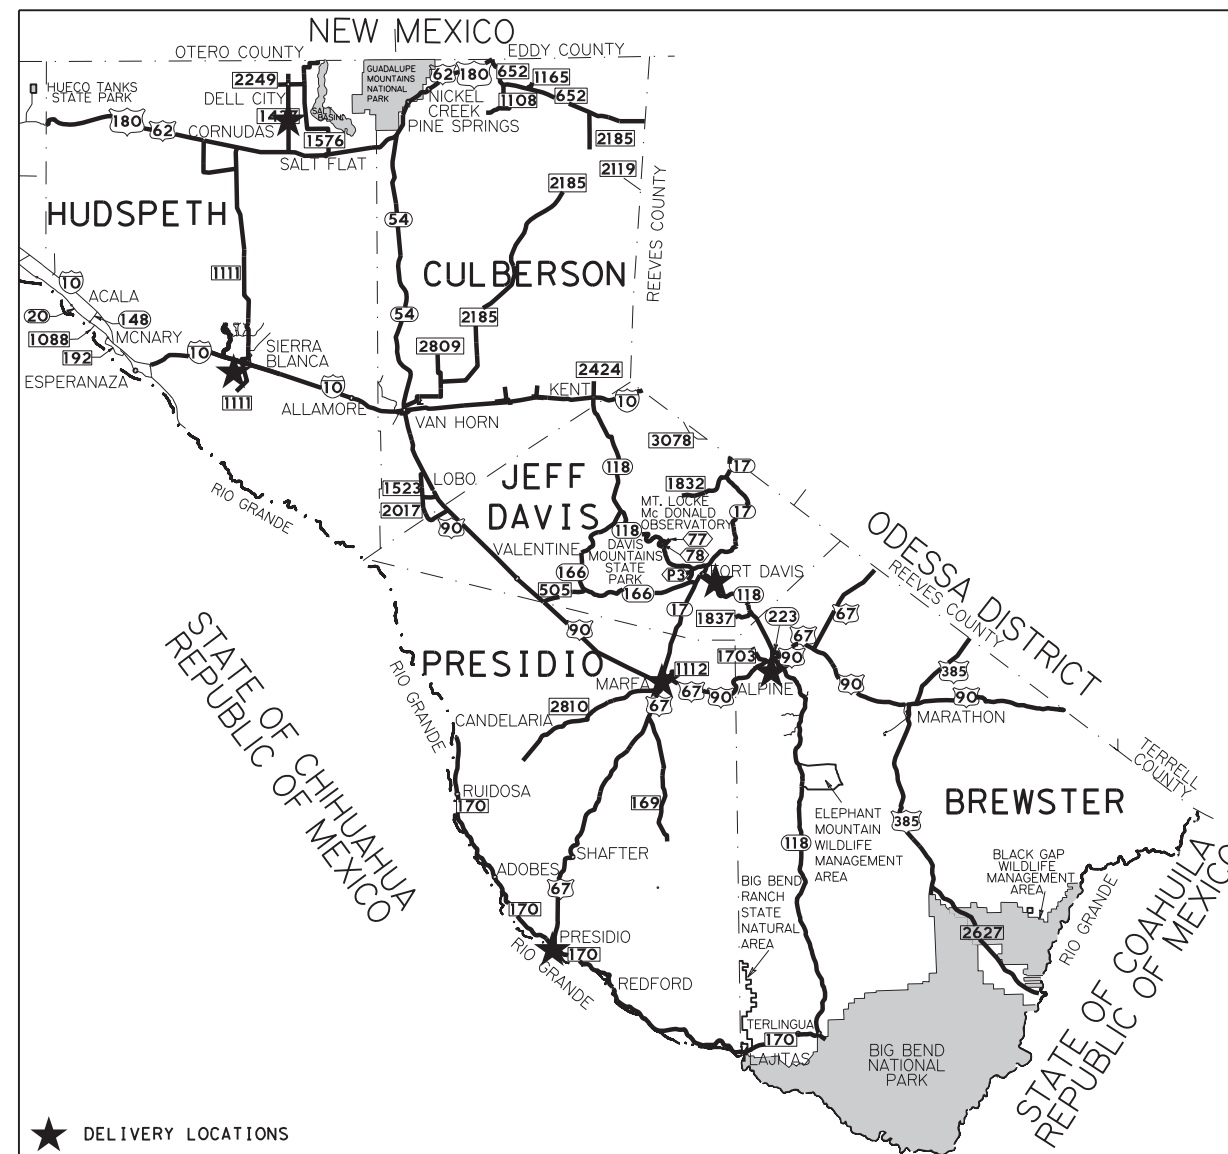 NEW MEXICO
OTERO COUNTY
EDDY COUNTY
GUADALUPE
MOUNTAINS
NATIONAL
PARK
62
180
652
1165
2249
HUECO TANKS
STATE PARK
DELL CITY
NICKEL
CREEK
1108
652
SALT
BASIN
180
62
CORNUDAS
PINE SPRINGS
1576
2185
SALT FLAT
2119
2185
REEVES COUNTY
HUDSPETH
54
CULBERSON
1111
10
ACALA
20
148
54
2185
1088
MCNARY
192
10
SIERRA
BLANCA
2809
ESPERANAZA
10
2424
KENT
10
1111
ALLAMORE
VAN HORN
3078
118
17
JEFF
DAVIS
LOBO
1523
1832
2017
RIO GRANDE
MT. LOCKE
Mc DONALD
OBSERVATORY
17
90
118
77
78
VALENTINE
DAVIS
MOUNTAINS
STATE
PARK
166
P39
FORT DAVIS
505
166
118
17
1837
223
ODESSA DISTRICT
REEVES COUNTY
67
90
67
PRESIDIO
1703
90
1112
MARFA
67
90
ALPINE
385
90
90
67
MARATHON
STATE OF CHIHUAHUA
REPUBLIC OF MEXICO
RIO GRANDE
2810
CANDELARIA
TERRELL
COUNTY
RUIDOSA
170
169
BREWSTER
ELEPHANT
MOUNTAIN
WILDLIFE
MANAGEMENT
AREA
385
118
SHAFTER
ADOBES
67
BLACK GAP
WILDLIFE
MANAGEMENT
AREA
BIG BEND
RANCH
STATE
NATURAL
AREA
170
PRESIDIO
170
RIO GRANDE
2627
RIO GRANDE
REDFORD
STATE OF COAHUILA
REPUBLIC OF MEXICO
TERLINGUA
170
LAJITAS
BIG BEND
NATIONAL
PARK
DELIVERY LOCATIONS